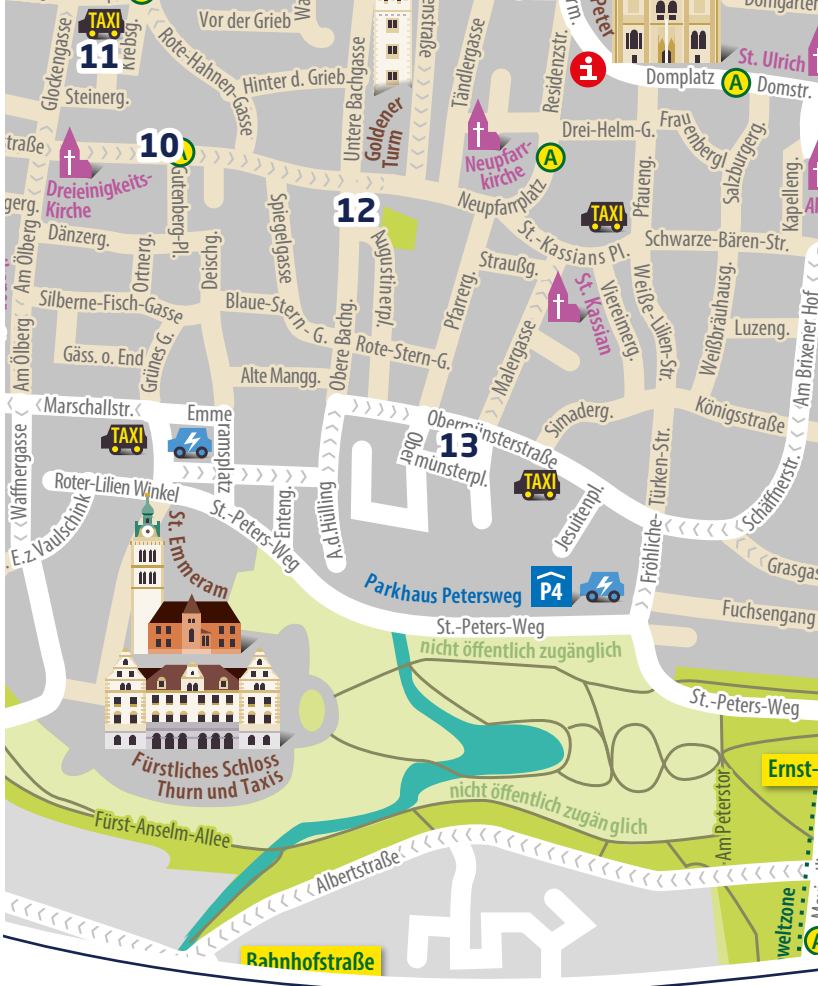 TAXI
11
Krebsg.
Glockengasse
Vor der Grieb
Rote-Hahnen-Gasse
Steinerg.
Hinter d. Grieb
Untere Bachgasse
Goldener
Turm
Tändlergasse
Residenzstr.
Peter
Domplatz
A
Domstr.
St. Ulrich
Drei-Helm-G.
Frauenbergl
Salzburgerg.
Kapelleng.
Pfaueng.
10
Gutenberg-Pl.
Dreieinigkeits-
Kirche
Neupfarr-
kirche
A
Neupfarrplatz
TAXI
12
Spiegelgasse
Augustinerpl.
Am Ölberg
Dänzerg.
Ortnerg.
Deischg.
St.-Kassians Pl.
Schwarze-Bären-Str.
Straußg.
St. Kassian
Pfarrerg.
Viereimerg.
Weiße-Lilien-Str.
Weißbräuhausg.
Luzeng.
Am Brixener Hof
Silberne-Fisch-Gasse
Blaue-Stern-G.
Rote-Stern-G.
Obere Bachg.
Malergasse
Am Ölberg
Gäss. o. End
Grünes G.
Alte Mangg.
Simaderg.
Königsstraße
Marschallstr.
Emmeramsplatz
Obermünsterstraße
13
Obermünsterpl.
TAXI
TAXI
Waffnergasse
Roter-Lilien Winkel
St.-Peters-Weg
Enteng.
A.d.Hülling
Jesuitenpl.
Fröhliche-Türken-Str.
Schäffnerstr.
E.z.Vaulschink
St. Emmeram
Parkhaus Petersweg
P4
Grasgas
Fuchsengang
St.-Peters-Weg
nicht öffentlich zugänglich
St.-Peters-Weg
Fürstliches Schloss
Thurn und Taxis
Ernst-
nicht öffentlich zugänglich
Am Peterstor
Fürst-Anselm-Allee
Albertstraße
weltzone
A
Bahnhofstraße